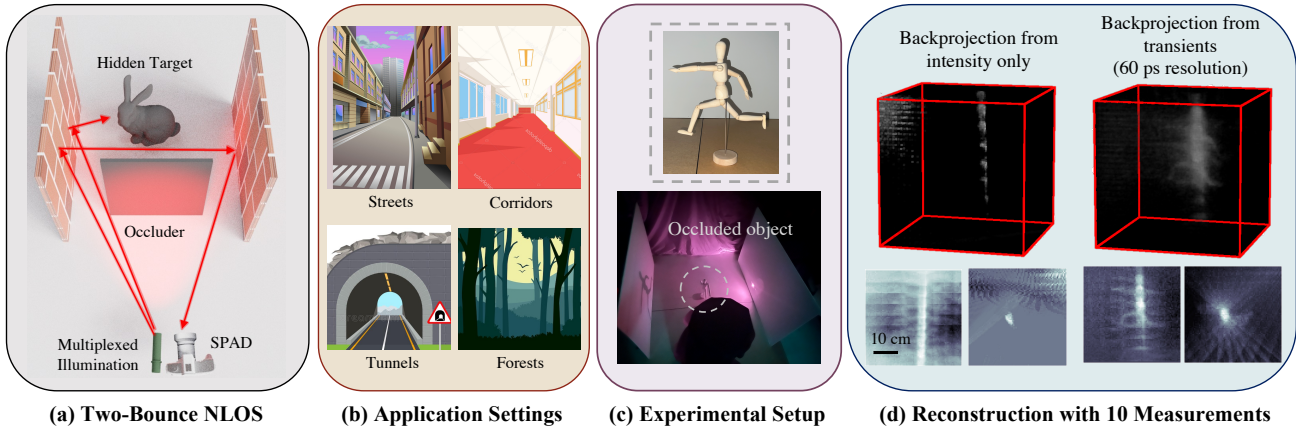 Hidden Target
Occluder
Multiplexed
Illumination
SPAD
(a) Two-Bounce NLOS
Streets
Corridors
Tunnels
Forests
(b) Application Settings
Occluded object
(c) Experimental Setup
Backprojection from
intensity only
Backprojection from
transients
(60 ps resolution)
10 cm
(d) Reconstruction with 10 Measurements